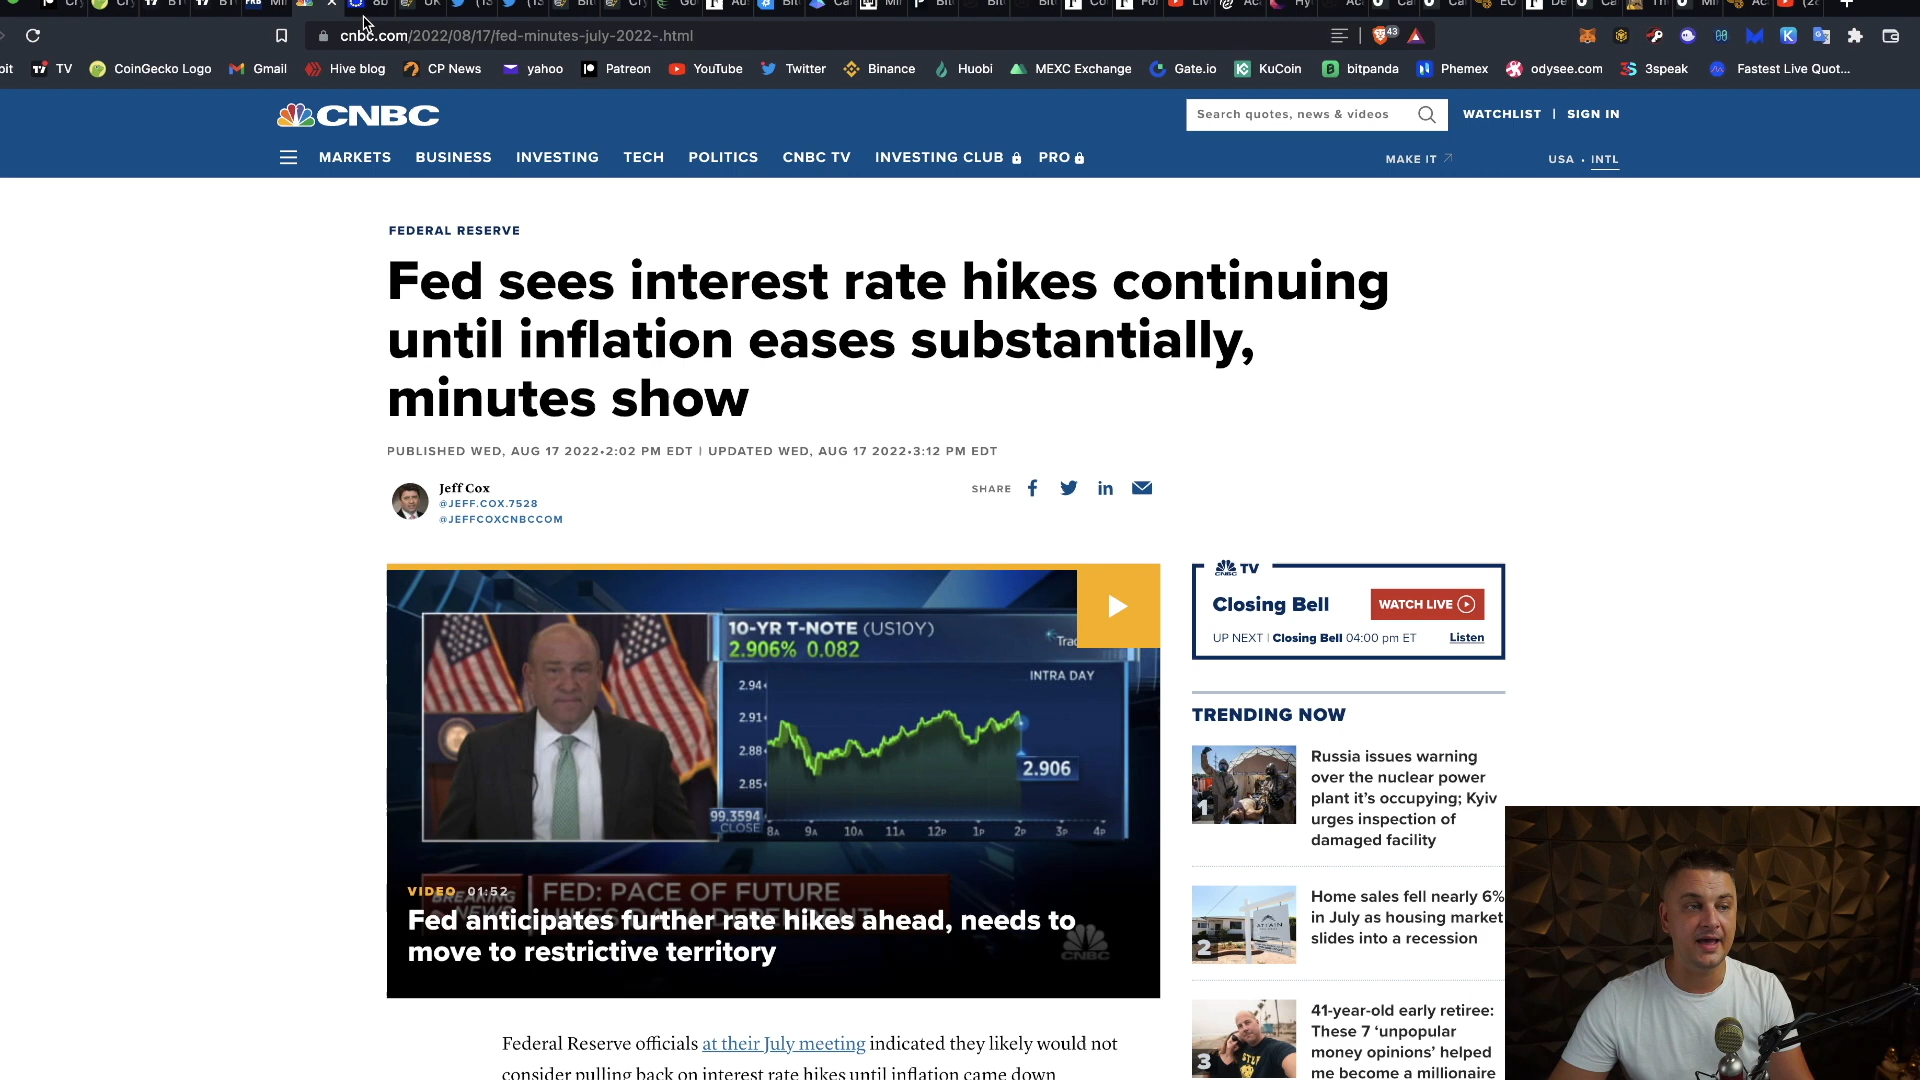 cnbc.com/2022/08/17/fed-minutes-july-2022-.html
43
TV CoinGecko Logo Gmail Hive blog CP News yahoo Patreon YouTube Twitter Binance Huobi MEXC Exchange Gate.io KuCoin bitpanda Phemex odysee.com 3speak Fastest Live Quot...
CNBC
Search quotes, news & videos
WATCHLIST | SIGN IN
MARKETS BUSINESS INVESTING TECH POLITICS CNBC TV INVESTING CLUB PRO
MAKE IT
USA • INTL
FEDERAL RESERVE
Fed sees interest rate hikes continuing
until inflation eases substantially,
minutes show
PUBLISHED WED, AUG 17 2022•2:02 PM EDT | UPDATED WED, AUG 17 2022•3:12 PM EDT
Jeff Cox
@JEFF.COX.7528
@JEFFCOXCNBCCOM
SHARE
10-YR T-NOTE (US10Y)
2.906% 0.082
INTRA DAY
2.94
2.91
2.88
2.85
2.906
99.3594
CLOSE
8A 9A 10A 11A 12P 1P 2P 3P 4P
VIDEO 01:52
BREAKING
NEWS
FED: PACE OF FUTURE
Fed anticipates further rate hikes ahead, needs to
move to restrictive territory
CNBC
Federal Reserve officials at their July meeting indicated they likely would not
consider pulling back on interest rate hikes until inflation came down
CNBC TV
Closing Bell
WATCH LIVE
UP NEXT | Closing Bell 04:00 pm ET
Listen
TRENDING NOW
1
Russia issues warning
over the nuclear power
plant it's occupying; Kyiv
urges inspection of
damaged facility
2
Home sales fell nearly 6%
in July as housing market
slides into a recession
3
41-year-old early retiree:
These 7 'unpopular
money opinions' helped
me become a millionaire